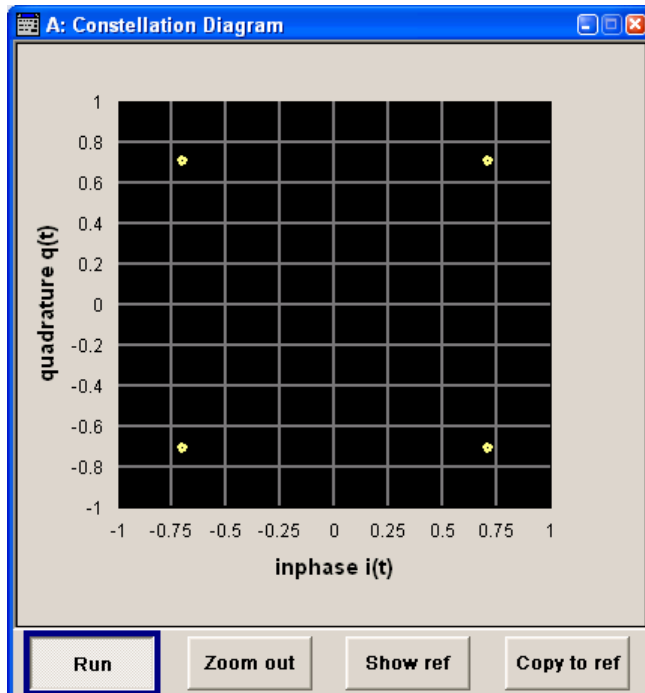 A: Constellation Diagram
1
0.8
0.6
0.4
0.2
0
-0.2
-0.4
-0.6
-0.8
-1
quadrature q(t)
-1 -0.75 -0.5 -0.25 0 0.25 0.5 0.75 1
inphase i(t)
Run Zoom out Show ref Copy to ref